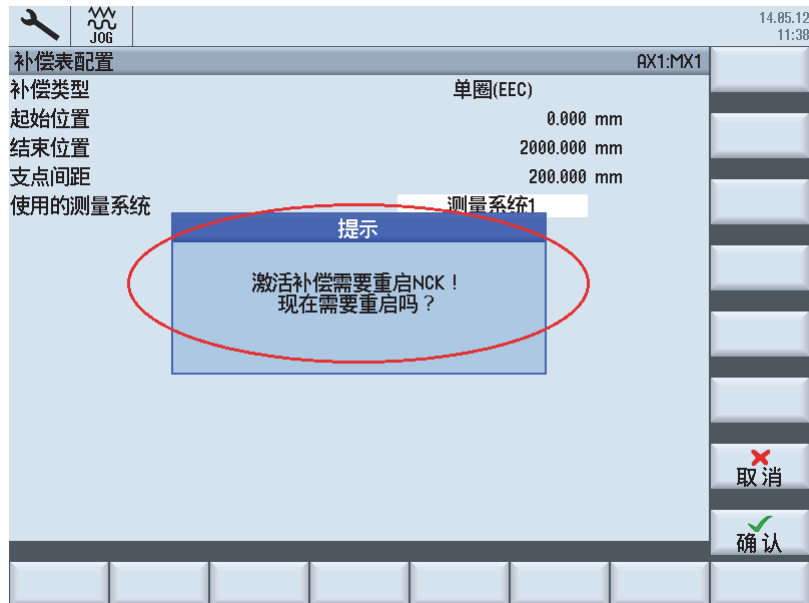 14.05.12
11:38
JOG
补偿表配置 AX1:MX1
补偿类型 单圈(EEC)
起始位置 0.000 mm
结束位置 2000.000 mm
支点间距 200.000 mm
使用的测量系统 测量系统1
提示
激活补偿需要重启NCK！
现在需要重启吗？
取消
确认